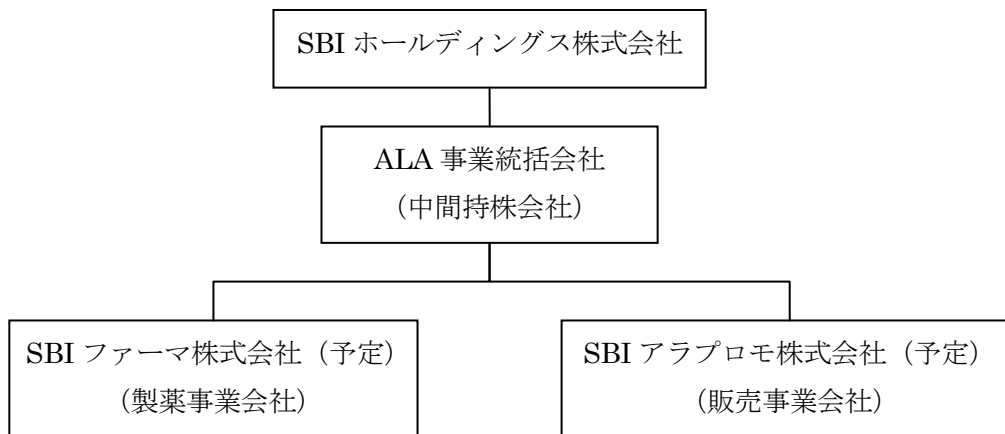 SBI ホールディングス株式会社
ALA 事業統括会社
（中間持株会社）
SBI ファーマ株式会社（予定）
（製薬事業会社）
SBI アラプロモ株式会社（予定）
（販売事業会社）